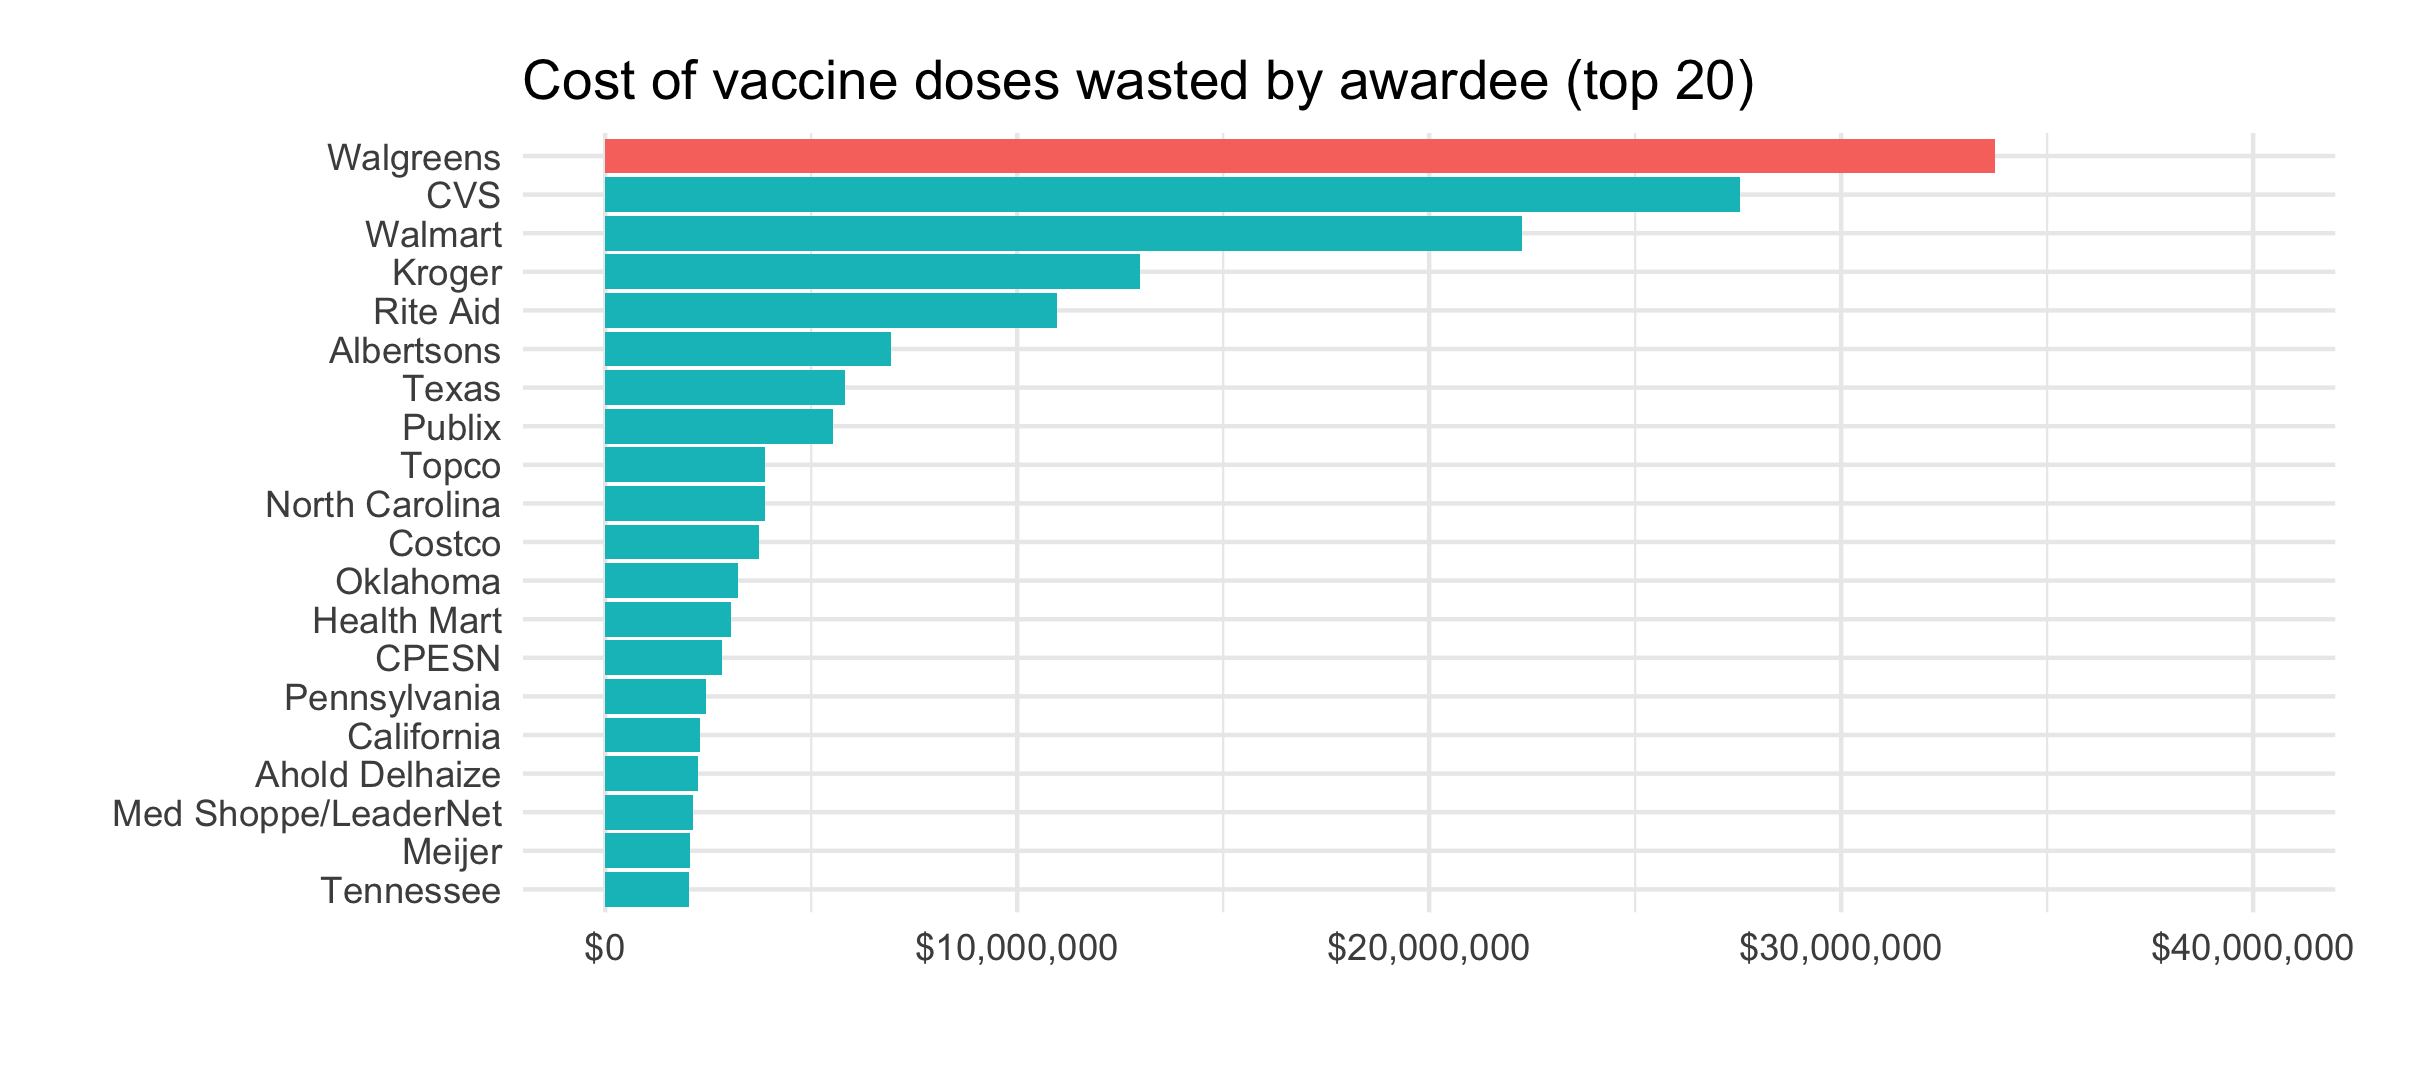 Cost of vaccine doses wasted by awardee (top 20)
Walgreens
CVS
Walmart
Kroger
Rite Aid
Albertsons
Texas
Publix
Topco
North Carolina
Costco
Oklahoma
Health Mart
CPESN
Pennsylvania
California
Ahold Delhaize
Med Shoppe/LeaderNet
Meijer
Tennessee
$0 $10,000,000 $20,000,000 $30,000,000 $40,000,000